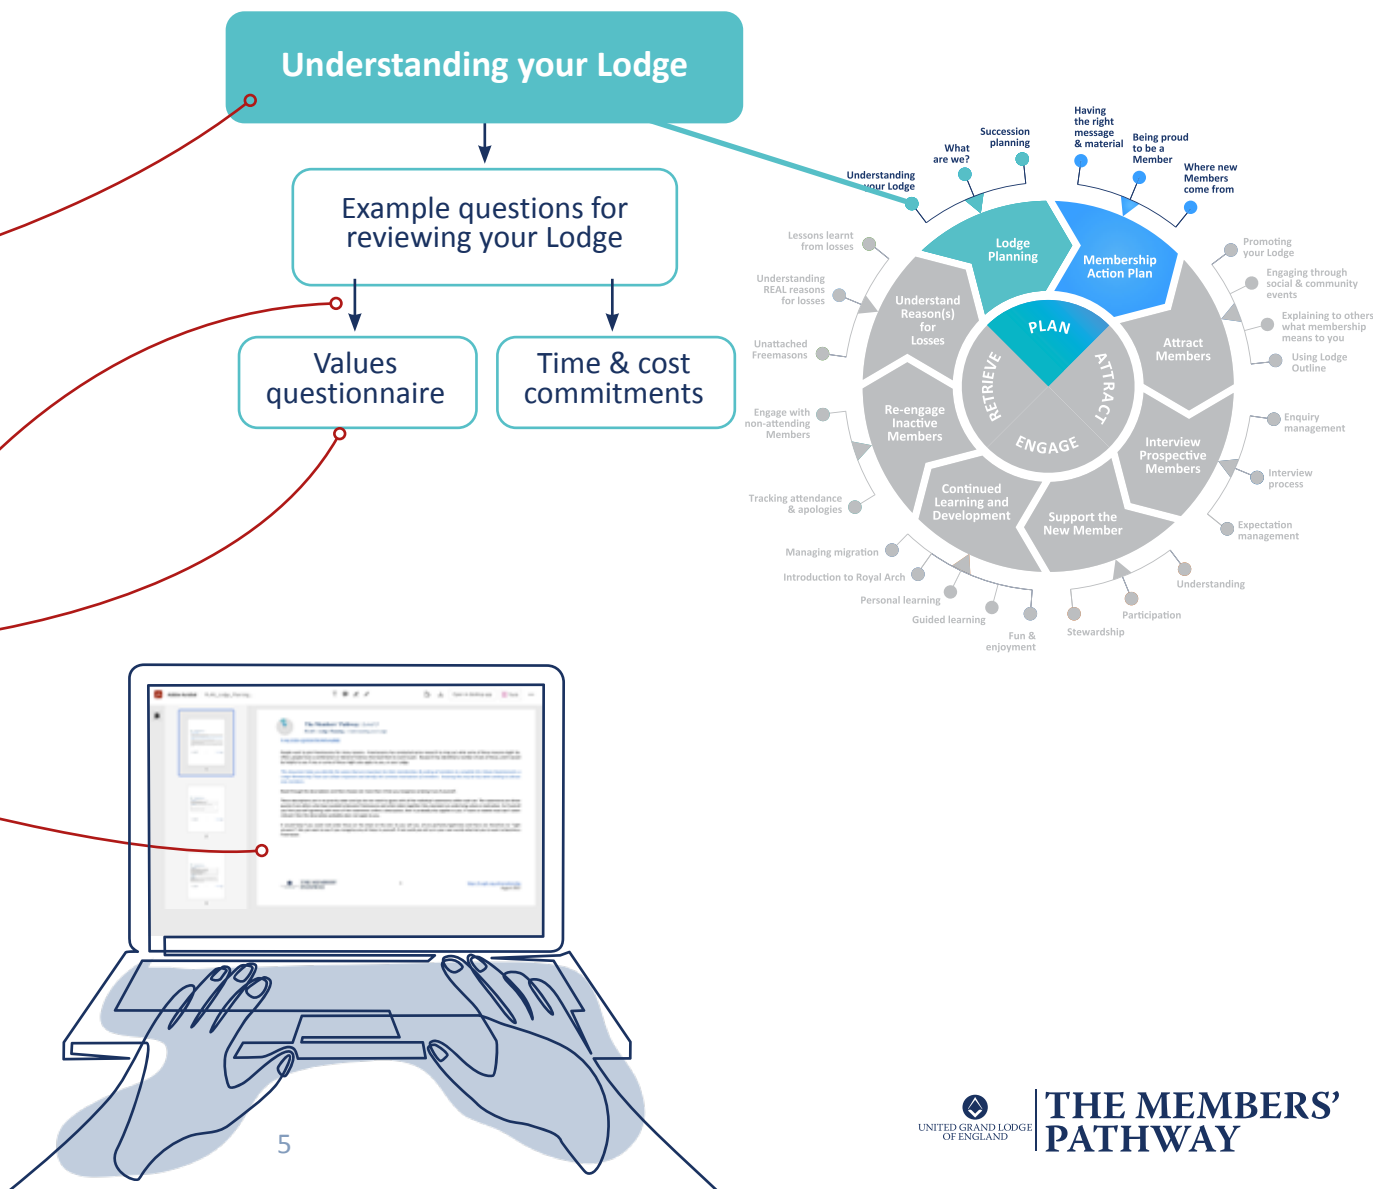 Understanding your Lodge
Example questions for
reviewing your Lodge
Values
questionnaire
Time & cost
commitments
Understanding
your Lodge
What
are we?
Succession
planning
Having
the right
message
& material
Being proud
to be a
Member
Where new
Members
come from
Lodge
Planning
Membership
Action Plan
Promoting
your Lodge
Engaging through
social & community
events
Explaining to others
what membership
means to you
Using Lodge
Outline
Attract
Members
Enquiry
management
Interview
process
Expectation
management
Interview
Prospective
Members
Understanding
Participation
Stewardship
Support the
New Member
Fun &
enjoyment
Guided learning
Personal learning
Introduction to Royal Arch
Managing migration
Continued
Learning and
Development
Tracking attendance
& apologies
Engage with
non-attending
Members
Re-engage
Inactive
Members
Unattached
Freemasons
Understanding
REAL reasons
for losses
Lessons learnt
from losses
Understand
Reason(s)
for
Losses
PLAN
ATTRACT
ENGAGE
RETRIEVE
5
UNITED GRAND LODGE
OF ENGLAND
THE MEMBERS’
PATHWAY